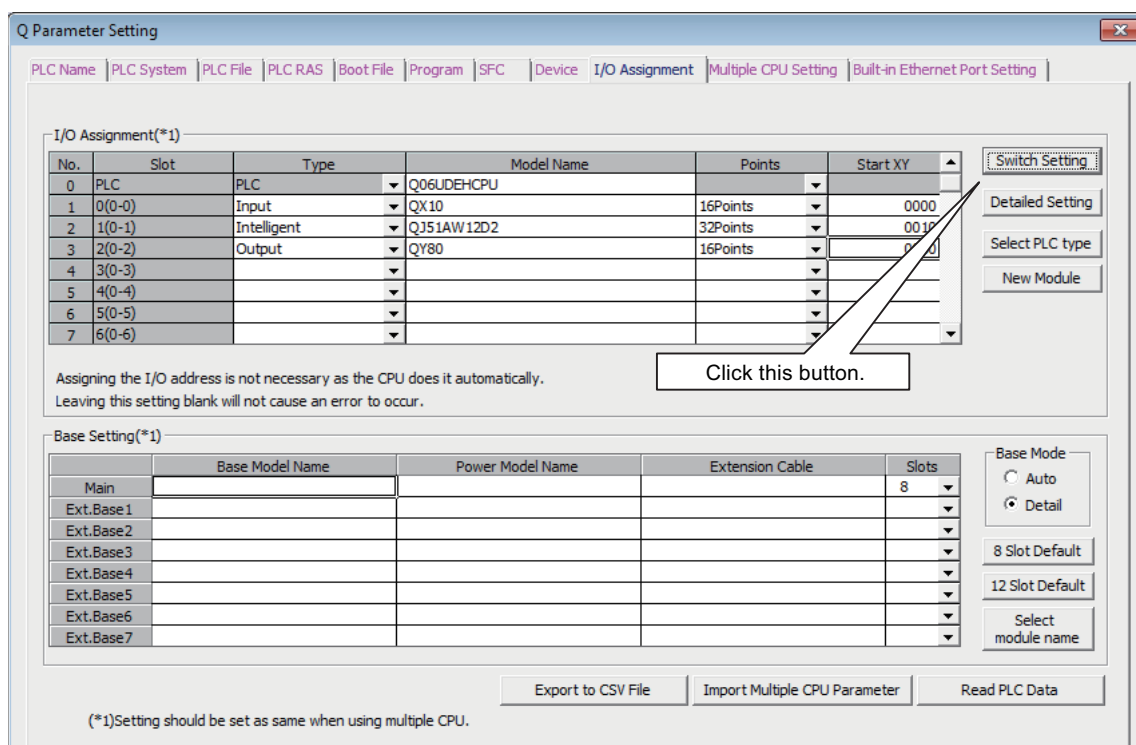 Q Parameter Setting
PLC Name PLC System PLC File PLC RAS Boot File Program SFC Device I/O Assignment Multiple CPU Setting Built-in Ethernet Port Setting
I/O Assignment(*1)
No. Slot Type Model Name Points Start XY
0 PLC PLC Q06UDEHCPU
1 0(0-0) Input QX10 16Points 0000
2 1(0-1) Intelligent QJ51AW12D2 32Points 0010
3 2(0-2) Output QY80 16Points
4 3(0-3)
5 4(0-4)
6 5(0-5)
7 6(0-6)
Switch Setting
Detailed Setting
Select PLC type
New Module
Click this button.
Assigning the I/O address is not necessary as the CPU does it automatically.
Leaving this setting blank will not cause an error to occur.
Base Setting(*1)
Base Model Name Power Model Name Extension Cable Slots
Main 8
Ext.Base1
Ext.Base2
Ext.Base3
Ext.Base4
Ext.Base5
Ext.Base6
Ext.Base7
Base Mode
Auto
Detail
8 Slot Default
12 Slot Default
Select
module name
Export to CSV File Import Multiple CPU Parameter Read PLC Data
(*1)Setting should be set as same when using multiple CPU.